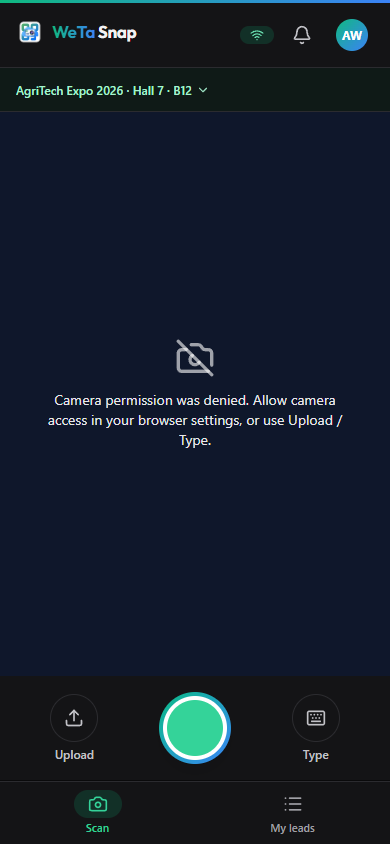 WeTa Snap
AW
AgriTech Expo 2026 · Hall 7 · B12
Camera permission was denied. Allow camera
access in your browser settings, or use Upload /
Type.
Upload
Type
Scan
My leads